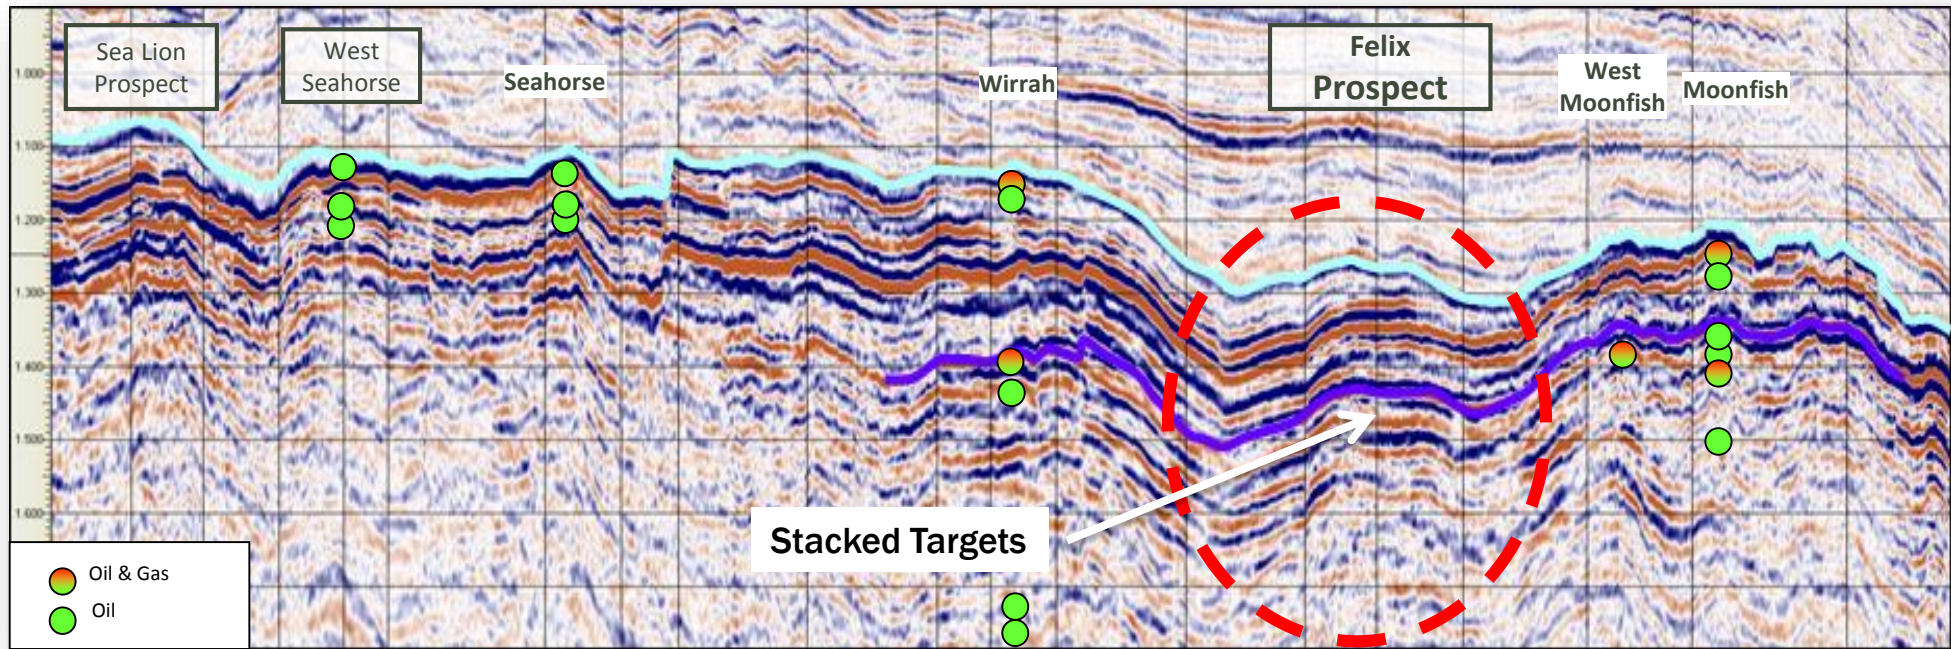 Sea Lion
Prospect
West
Seahorse
Seahorse
Wirrah
Felix
Prospect
West
Moonfish
Moonfish
1.000
1.100
1.200
1.300
1.400
1.500
1.600
Stacked Targets
Oil & Gas
Oil